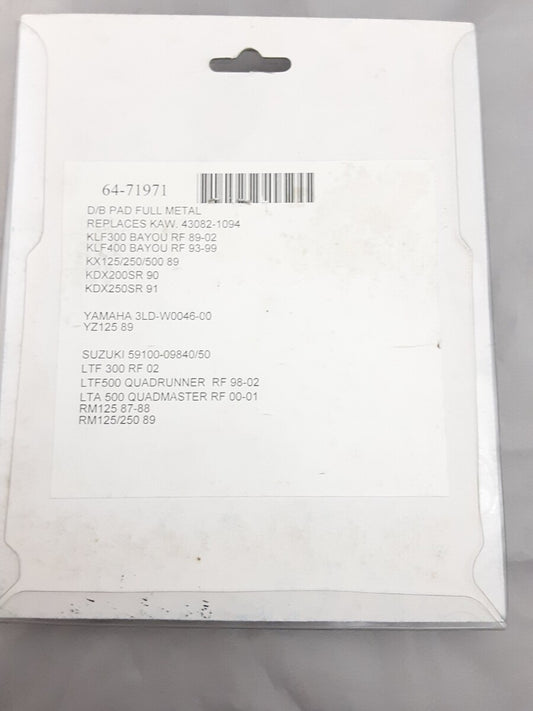 64-71971
D/B PAD FULL METAL
REPLACES KAW. 43082-1094
KLF300 BAYOU RF 89-02
KLF400 BAYOU RF 93-99
KX125/250/500 89
KDX200SR 90
KDX250SR 91
YAMAHA 3LD-W0046-00
YZ125 89
SUZUKI 59100-09840/50
LTF 300 RF 02
LTF500 QUADRUNNER RF 98-02
LTA 500 QUADMASTER RF 00-01
RM125 87-88
RM125/250 89